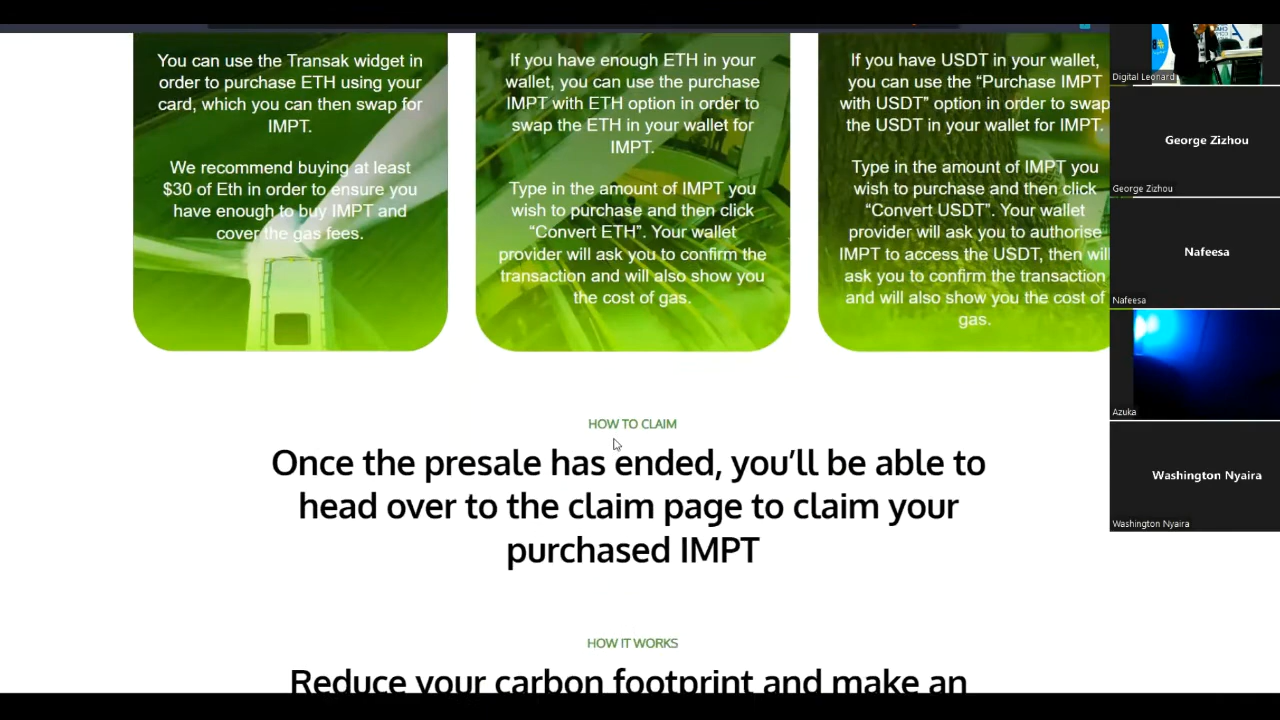 You can use the Transak widget in
order to purchase ETH using your
card, which you can then swap for
IMPT.
We recommend buying at least
$30 of Eth in order to ensure you
have enough to buy IMPT and
cover the gas fees.
If you have enough ETH in your
wallet, you can use the purchase
IMPT with ETH option in order to
swap the ETH in your wallet for
IMPT.
Type in the amount of IMPT you
wish to purchase and then click
“Convert ETH”. Your wallet
provider will ask you to confirm the
transaction and will also show you
the cost of gas.
If you have USDT in your wallet,
you can use the “Purchase IMPT
with USDT” option in order to swap
the USDT in your wallet for IMPT.
Type in the amount of IMPT you
wish to purchase and then click
“Convert USDT”. Your wallet
provider will ask you to authorise
IMPT to access the USDT, then will
ask you to confirm the transaction
and will also show you the cost of
gas.
HOW TO CLAIM
Once the presale has ended, you’ll be able to
head over to the claim page to claim your
purchased IMPT
HOW IT WORKS
Reduce your carbon footprint and make an
Digital Leonard
George Zizhou
George Zizhou
Nafeesa
Nafeesa
Azuka
Washington Nyaira
Washington Nyaira